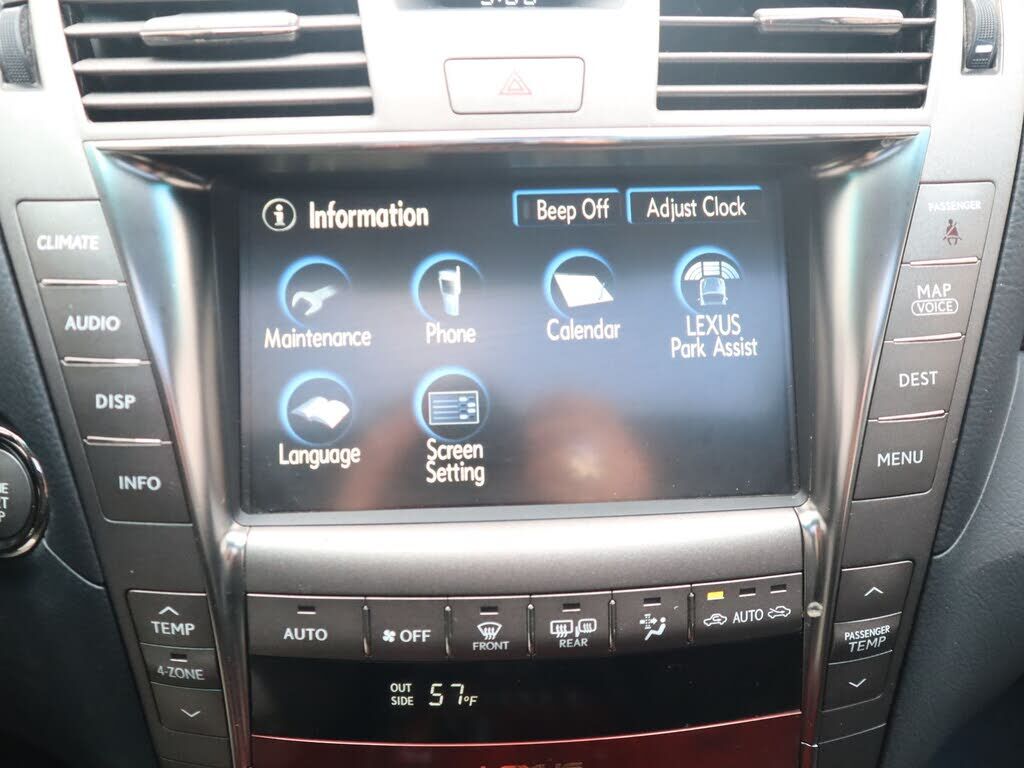 Information
Beep Off
Adjust Clock
Maintenance
Phone
Calendar
LEXUS
Park Assist
Language
Screen
Setting
CLIMATE
AUDIO
DISP
INFO
PASSENGER
MAP
VOICE
DEST
MENU
TEMP
4-ZONE
AUTO
OFF
FRONT
REAR
AUTO
PASSENGER
TEMP
OUT
SIDE
57°F
LEXUS